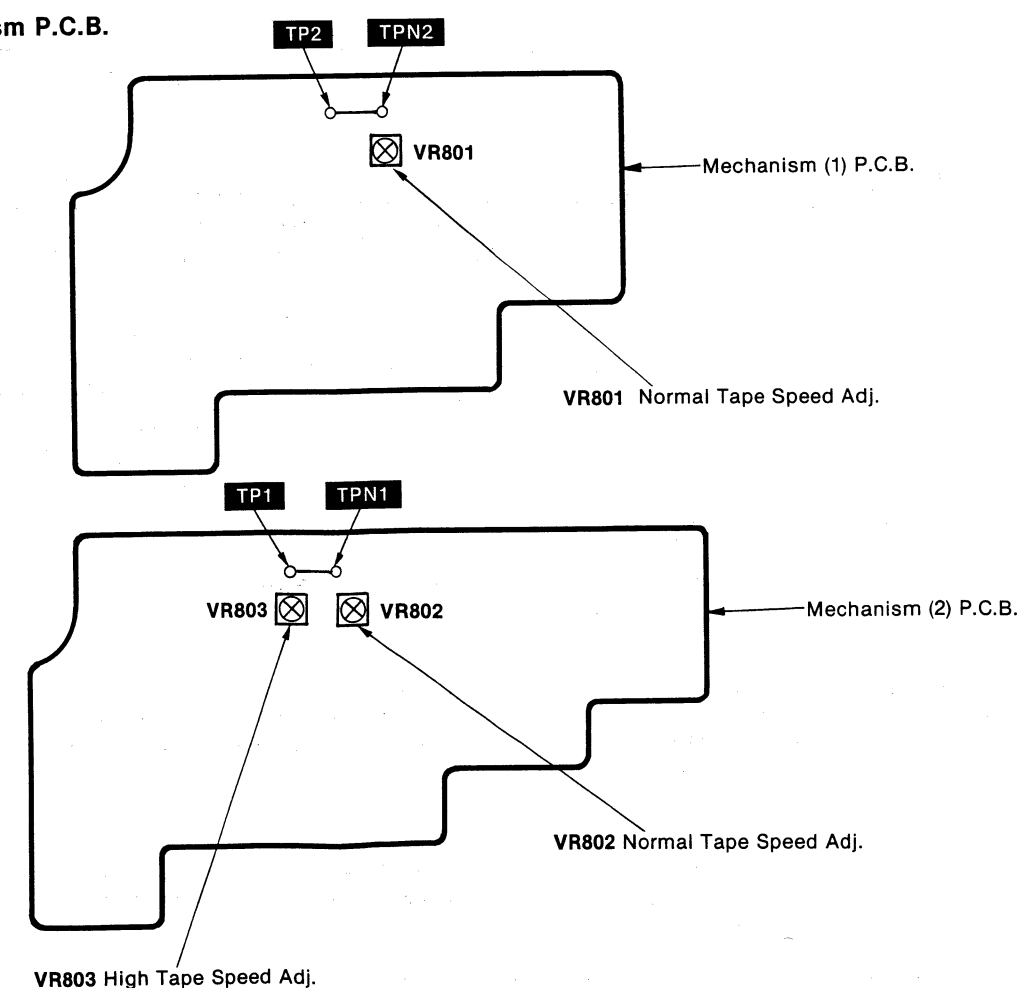 sm P.C.B.
TP2 TPN2
VR801
Mechanism (1) P.C.B.
VR801 Normal Tape Speed Adj.
TP1 TPN1
VR803 VR802
Mechanism (2) P.C.B.
VR802 Normal Tape Speed Adj.
VR803 High Tape Speed Adj.